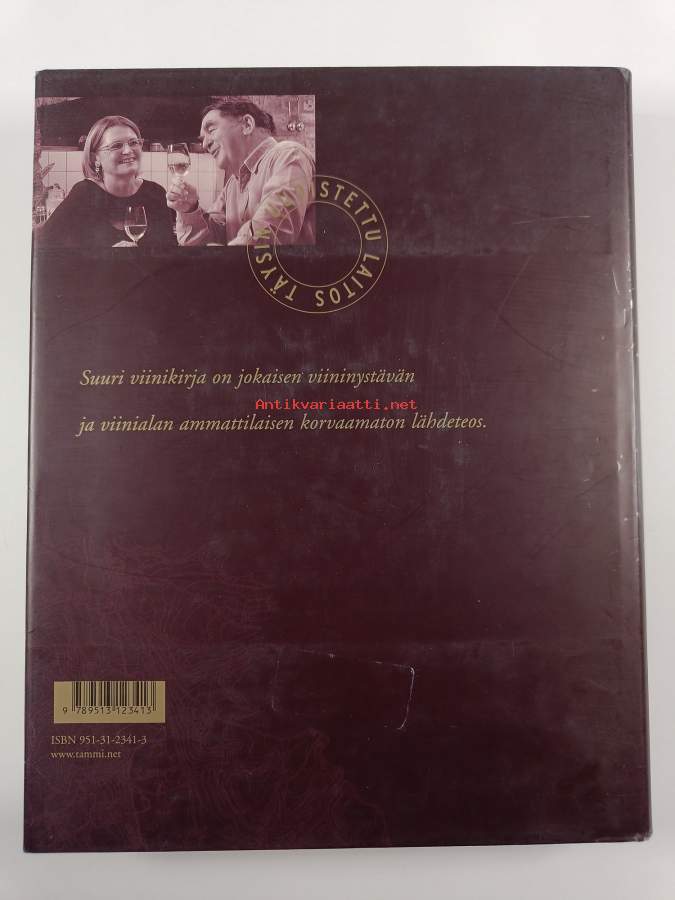 TÄYSIN UUDISTETTU LAITOS
Suuri viinikirja on jokaisen viininystävän
Antikvariaatti.net
ja viinialan ammattilaisen korvaamaton lähdeteos.
9 789513 123413
ISBN 951-31-2341-3
www.tammi.net